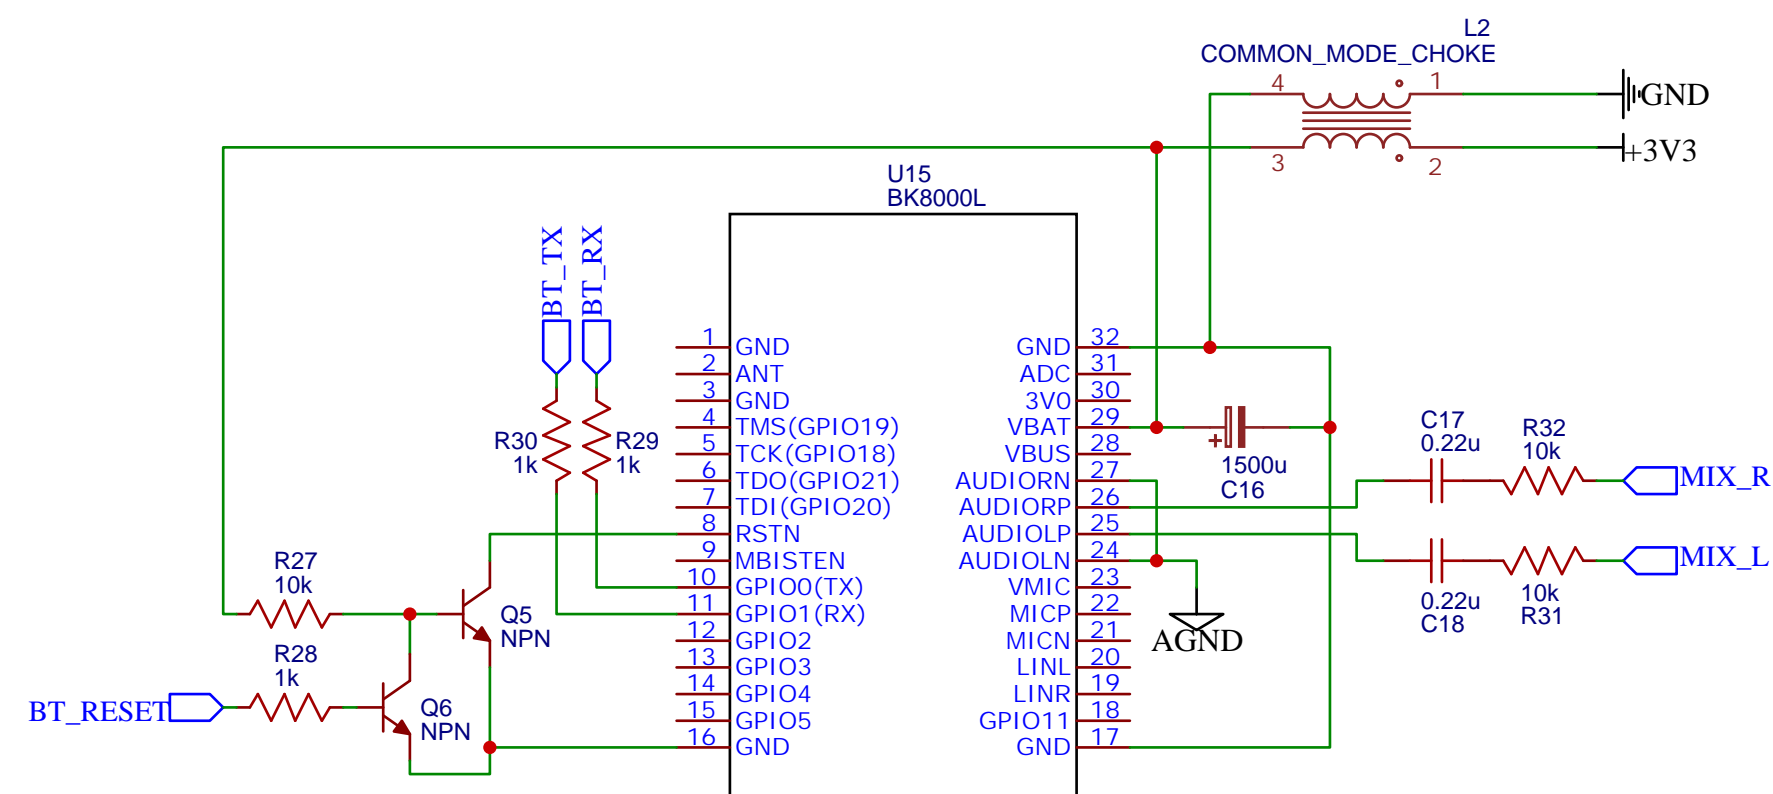 L2
COMMON_MODE_CHOKE
4
1
GND
3
2
+3V3
U15
BK8000L
BT_TX
BT_RX
R30
1k
R29
1k
1
GND
2
ANT
3
GND
4
TMS(GPIO19)
5
TCK(GPIO18)
6
TDO(GPIO21)
7
TDI(GPIO20)
8
RSTN
9
MBISTEN
10
GPIO0(TX)
11
GPIO1(RX)
12
GPIO2
13
GPIO3
14
GPIO4
15
GPIO5
16
GND
GND
32
ADC
31
3V0
30
VBAT
29
VBUS
28
AUDIORN
27
AUDIORP
26
AUDIOLP
25
AUDIOLN
24
VMIC
23
MICP
22
MICN
21
LINL
20
LINR
19
GPIO11
18
GND
17
+
1500u
C16
C17
0.22u
R32
10k
MIX_R
0.22u
C18
10k
R31
MIX_L
AGND
R27
10k
Q5
NPN
R28
1k
BT_RESET
Q6
NPN